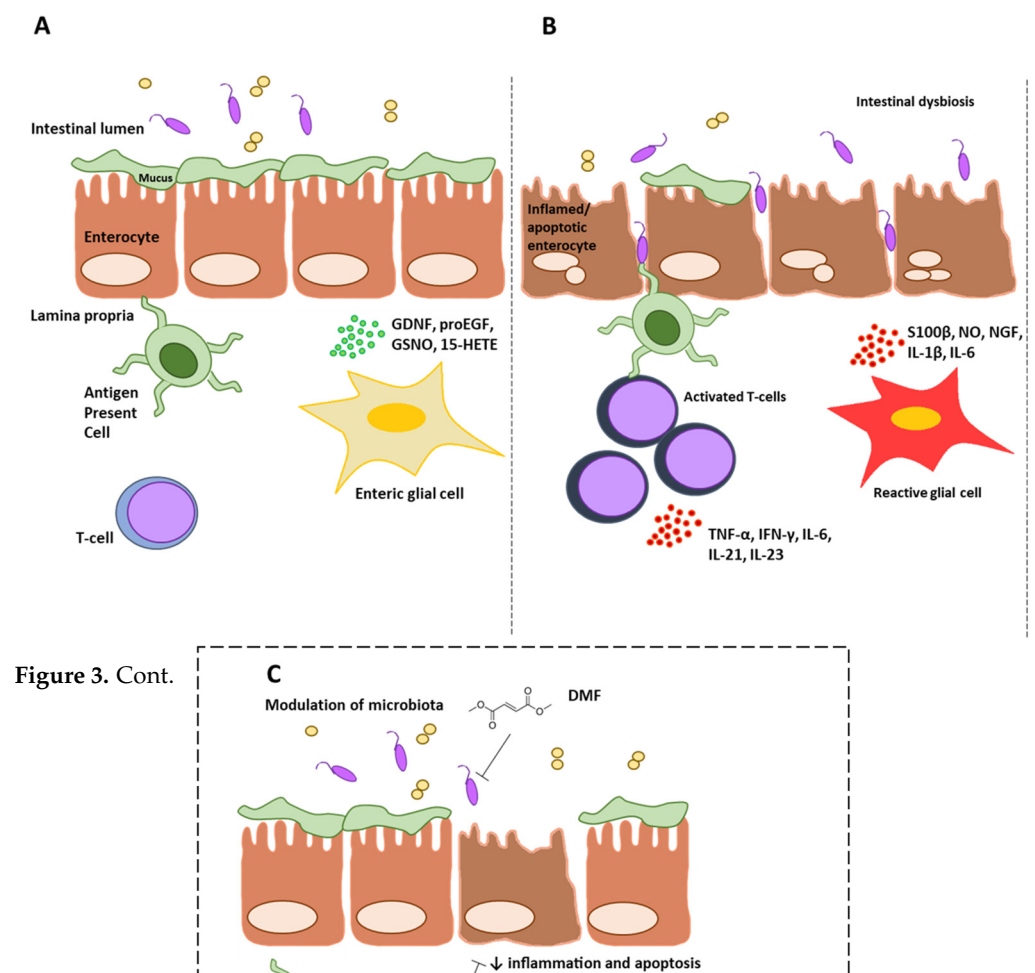 A
Intestinal lumen
Mucus
Enterocyte
Lamina propria
GDNF, proEGF,
GSNO, 15-HETE
Antigen
Present
Cell
Enteric glial cell
T-cell
B
Intestinal dysbiosis
Inflamed/
apoptotic
enterocyte
S100β, NO, NGF,
IL-1β, IL-6
Activated T-cells
Reactive glial cell
TNF-α, IFN-γ, IL-6,
IL-21, IL-23
Figure 3. Cont.
C
Modulation of microbiota
DMF
O
O
O
O
↓ inflammation and apoptosis